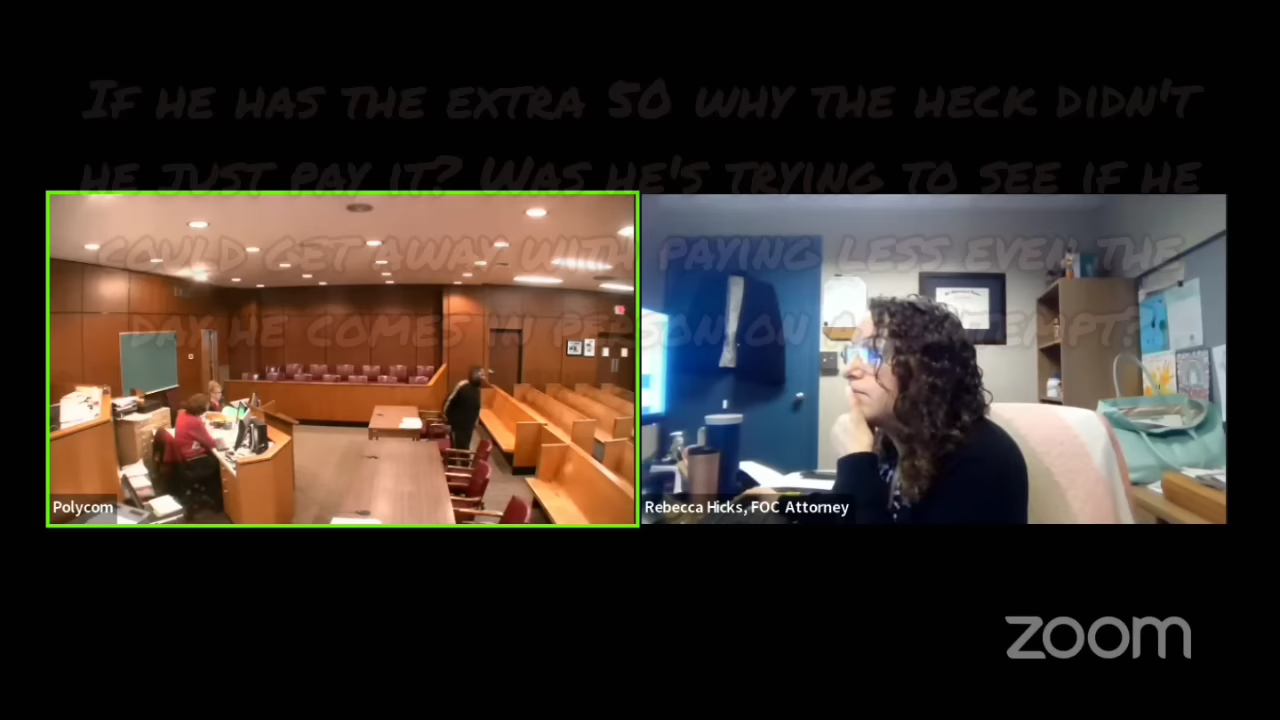 If he has the extra 50 why the heck didn't
he just pay it? Was he's trying to see if he
could get away with paying less even the
day he comes in person on a contempt?
Polycom
Rebecca Hicks, FOC Attorney
zoom